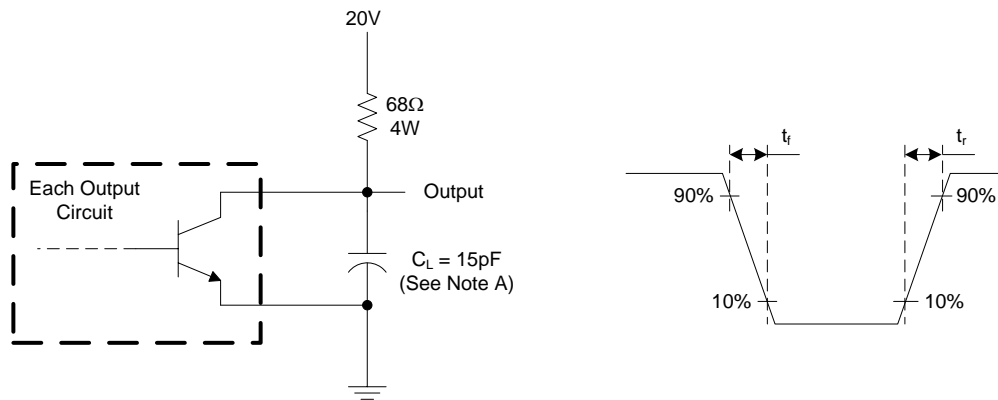 20V
68Ω
4W
Each Output
Circuit
Output
C_L = 15pF
(See Note A)
t_f
t_r
90%
90%
10%
10%